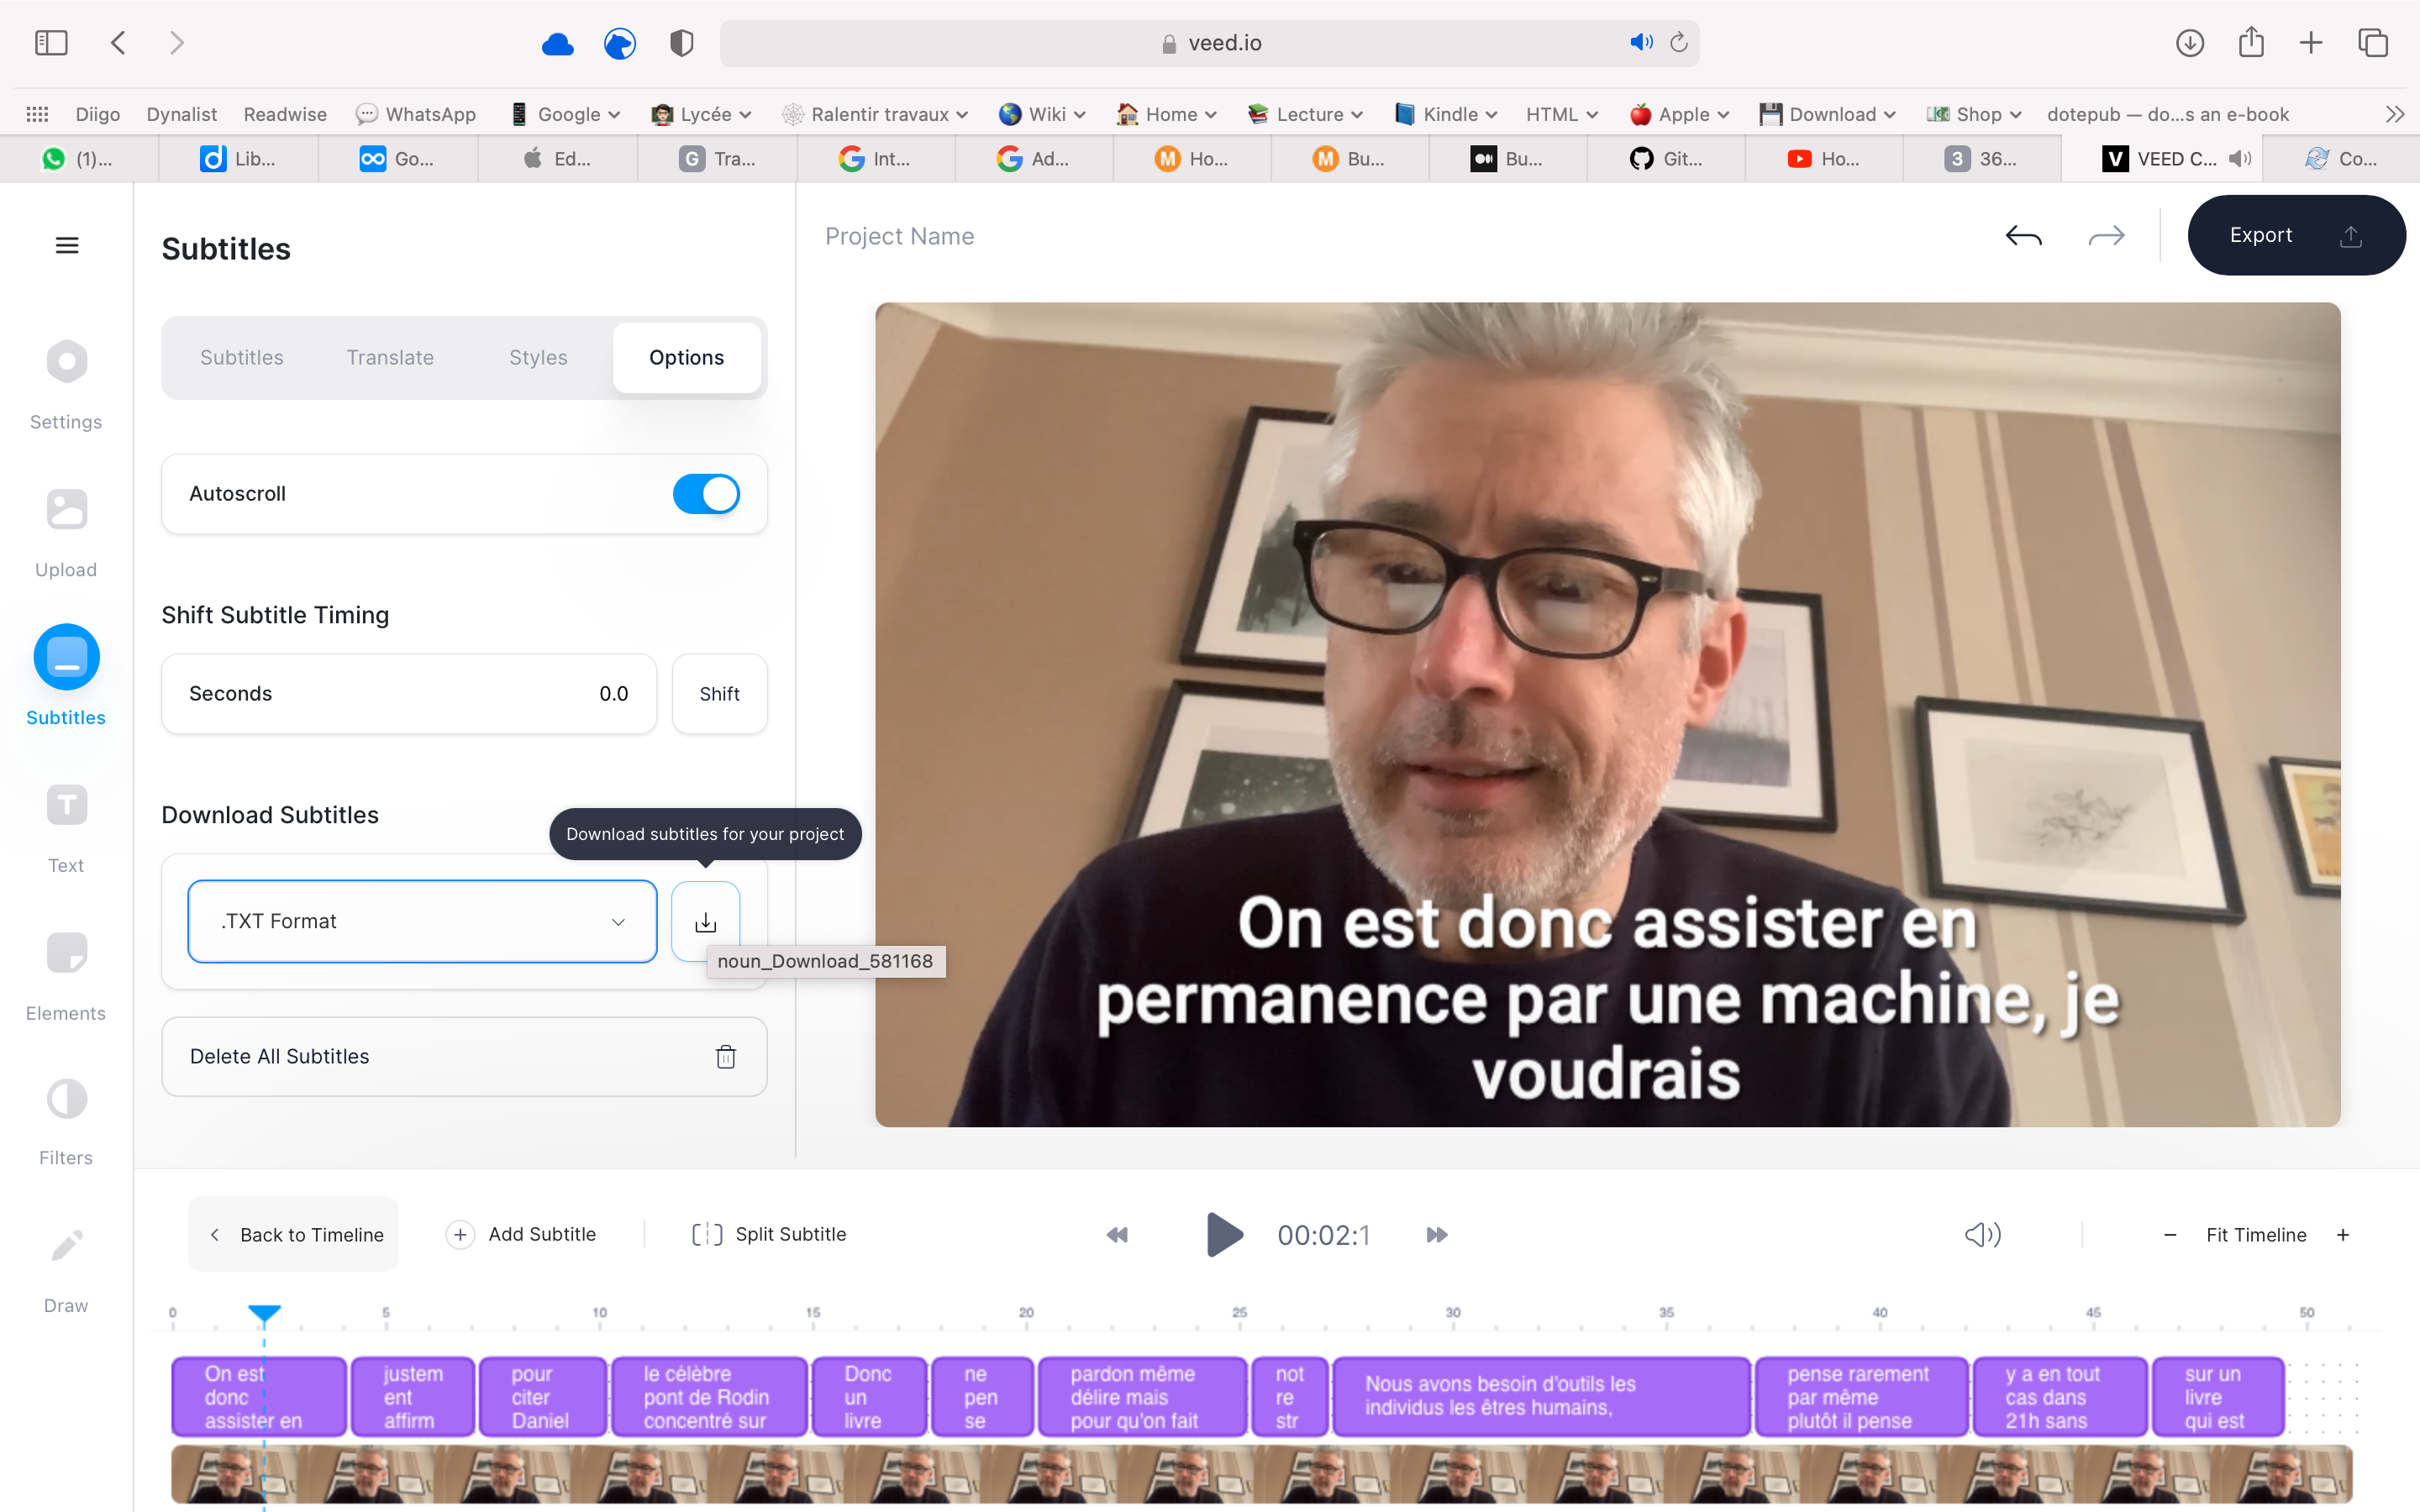 veed.io
Diigo
Dynalist
Readwise
WhatsApp
Google
Lycée
Ralentir travaux
Wiki
Home
Lecture
Kindle
HTML
Apple
Download
Shop
dotepub — do...s an e-book
(1)...
Lib...
Go...
Ed...
G
Tra...
Int...
Ad...
M
Ho...
M
Bu...
Bu...
Git...
Ho...
3
36...
V
VEED C...
Co...
Subtitles
Project Name
Export
Subtitles
Translate
Styles
Options
Settings
Autoscroll
Upload
Shift Subtitle Timing
Seconds
0.0
Shift
Subtitles
Download Subtitles
Download subtitles for your project
T
Text
.TXT Format
noun_Download_581168
Elements
Delete All Subtitles
Filters
On est donc assister en
permanence par une machine, je
voudrais
Back to Timeline
Add Subtitle
Split Subtitle
00:02:1
Fit Timeline
Draw
0
5
10
15
20
25
30
35
40
45
50
On est
donc
assister en
justem
ent
affirm
pour
citer
Daniel
le célèbre
pont de Rodin
concentré sur
Donc
un
livre
ne
pen
se
pardon même
délire mais
pour qu'on fait
not
re
str
Nous avons besoin d'outils les
individus les êtres humains,
pense rarement
par même
plutôt il pense
y a en tout
cas dans
21h sans
sur un
livre
qui est